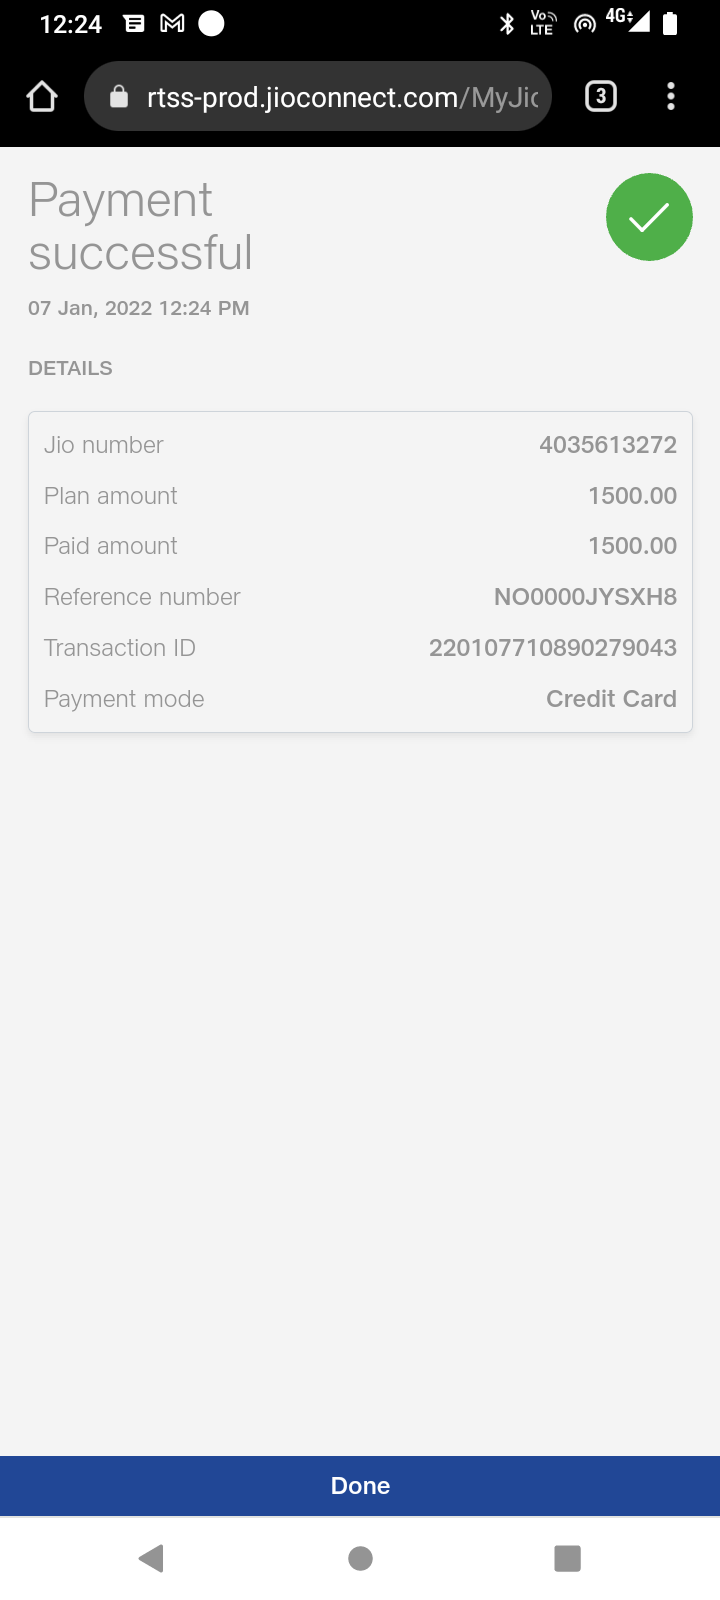 12:24
Vo LTE 4G
rtss-prod.jioconnect.com/MyJio
3
Payment
successful
07 Jan, 2022 12:24 PM
DETAILS
Jio number 4035613272
Plan amount 1500.00
Paid amount 1500.00
Reference number NO0000JYSXH8
Transaction ID 220107710890279043
Payment mode Credit Card
Done